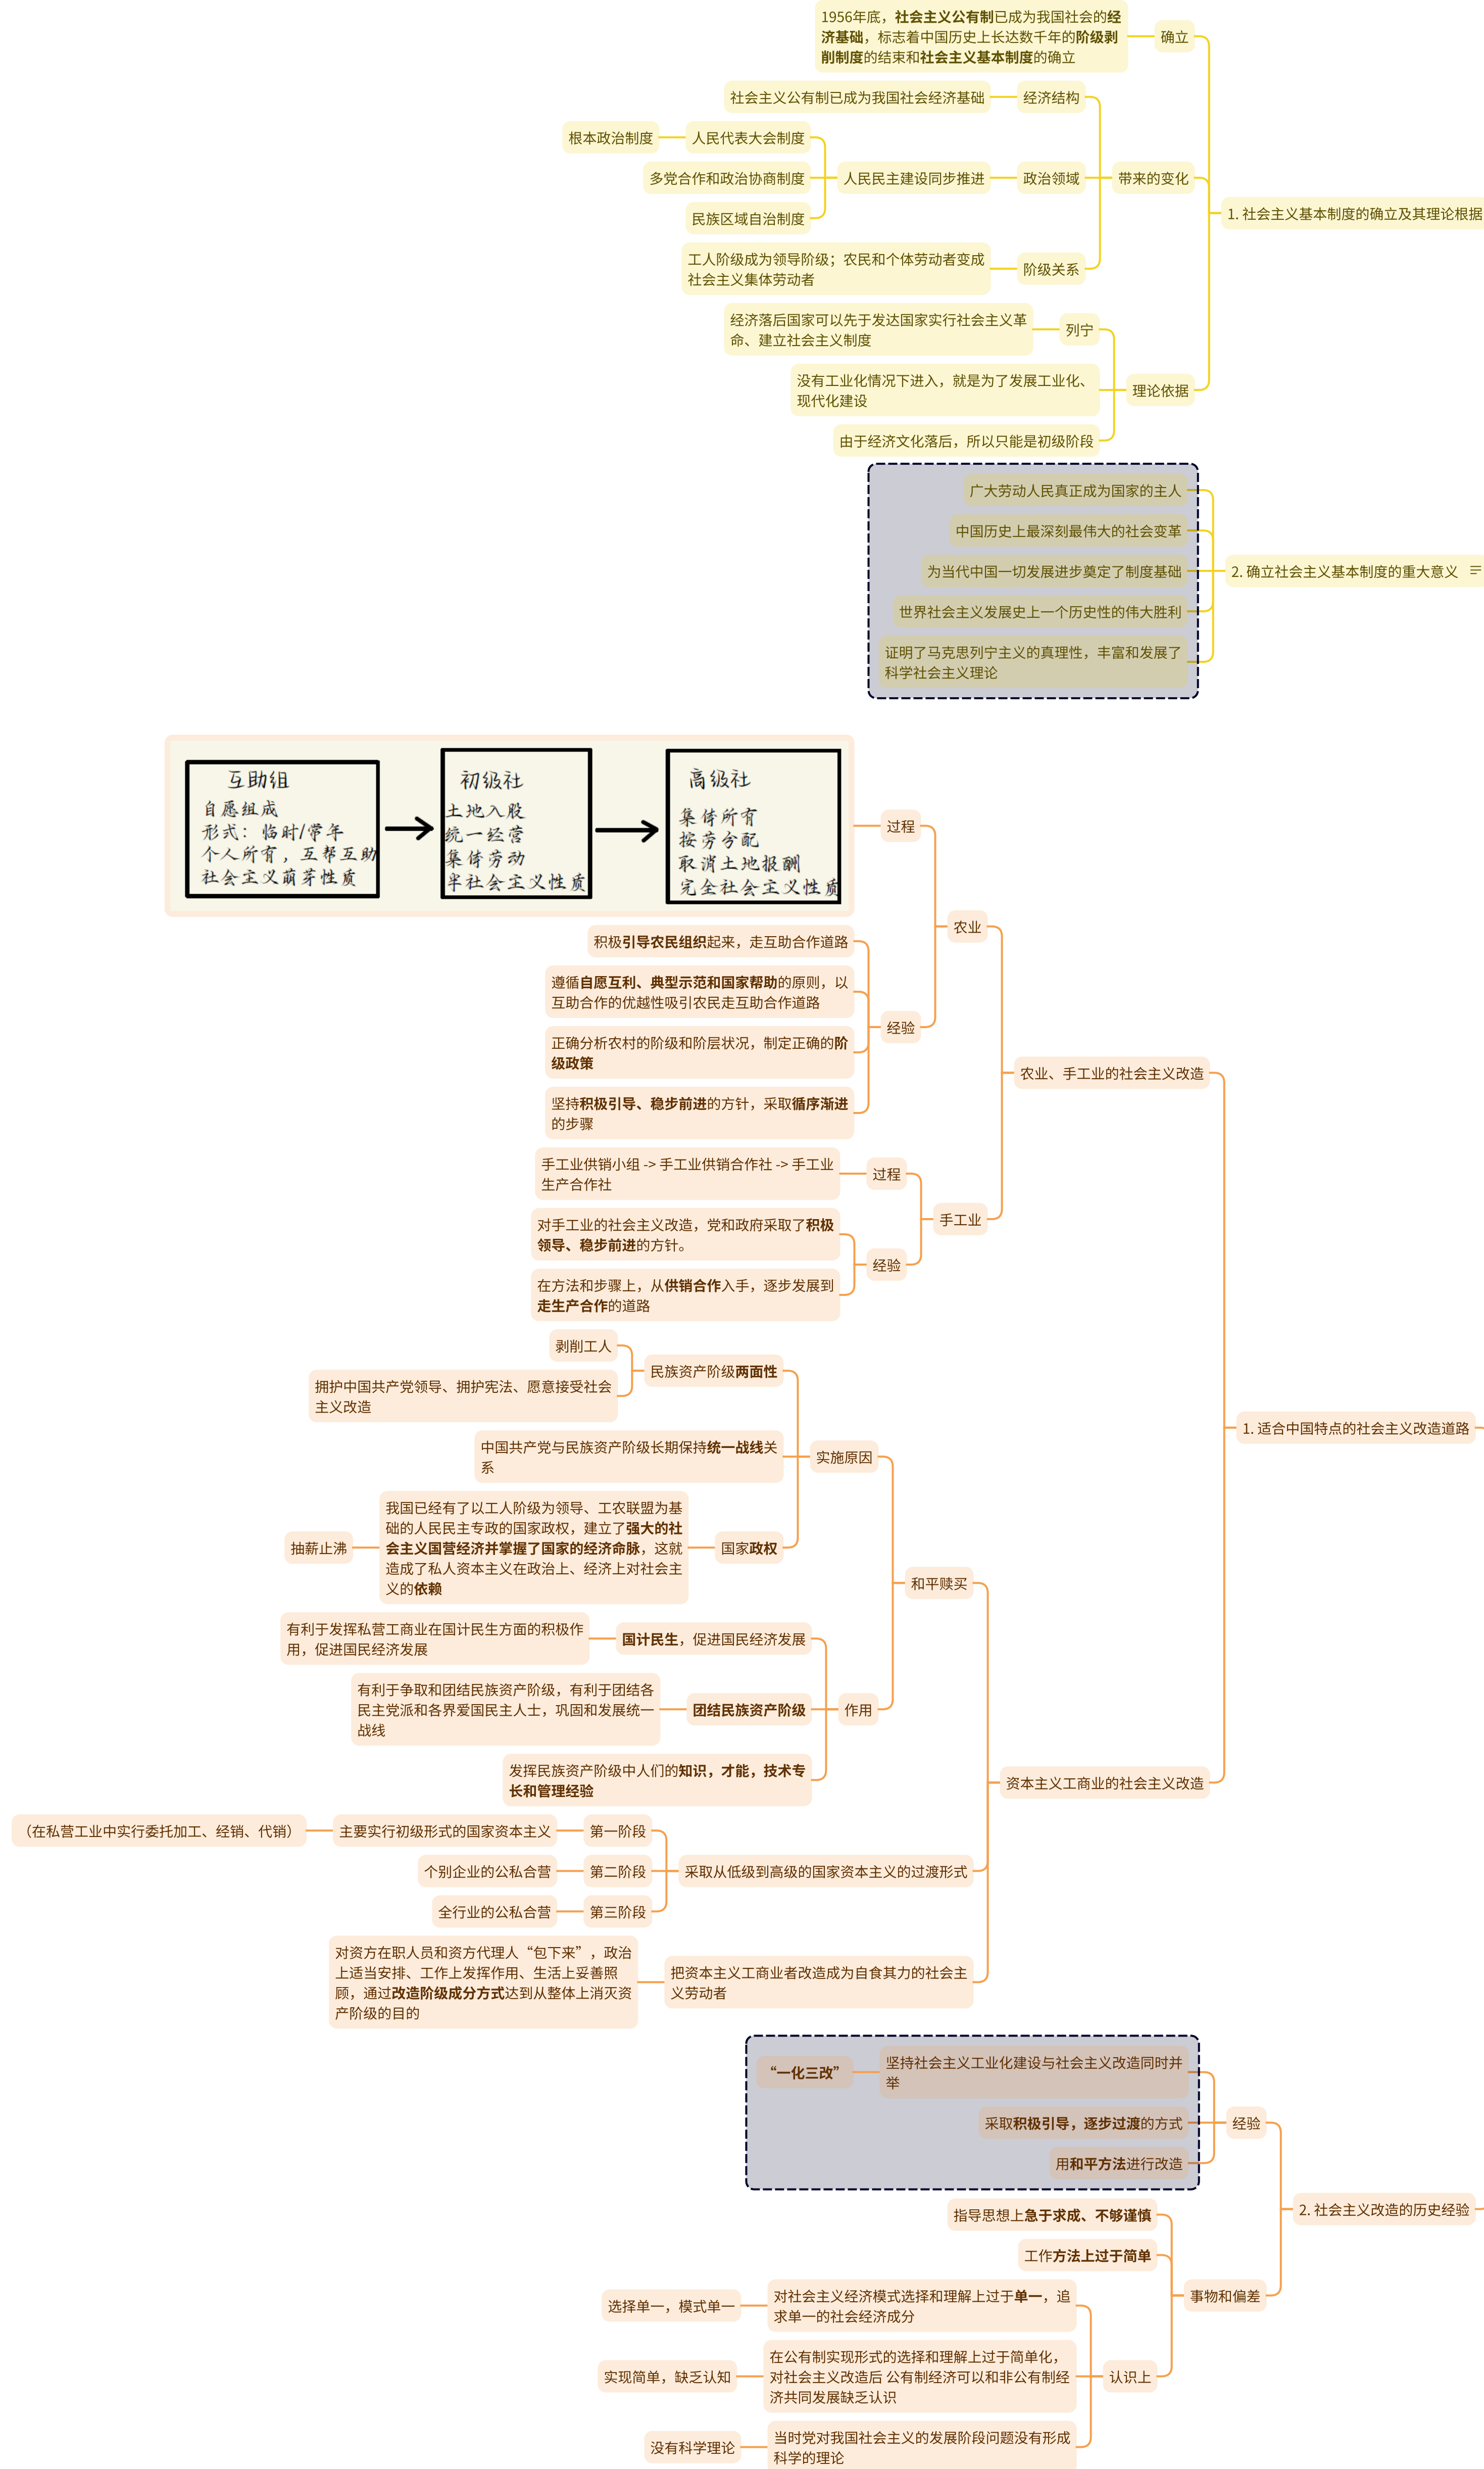 1956年底，社会主义公有制已成为我国社会的经
济基础，标志着中国历史上长达数千年的阶级剥
削制度的结束和社会主义基本制度的确立
确立
社会主义公有制已成为我国社会经济基础
经济结构
根本政治制度
人民代表大会制度
多党合作和政治协商制度
人民民主建设同步推进
政治领域
带来的变化
民族区域自治制度
1. 社会主义基本制度的确立及其理论根据
工人阶级成为领导阶级；农民和个体劳动者变成
社会主义集体劳动者
阶级关系
经济落后国家可以先于发达国家实行社会主义革
命、建立社会主义制度
列宁
没有工业化情况下进入，就是为了发展工业化、
现代化建设
理论依据
由于经济文化落后，所以只能是初级阶段
广大劳动人民真正成为国家的主人
中国历史上最深刻最伟大的社会变革
为当代中国一切发展进步奠定了制度基础
2. 确立社会主义基本制度的重大意义
世界社会主义发展史上一个历史性的伟大胜利
证明了马克思列宁主义的真理性，丰富和发展了
科学社会主义理论
互助组
自愿组成
形式：临时/常年
个人所有，互帮互助
社会主义萌芽性质
初级社
土地入股
统一经营
集体劳动
半社会主义性质
高级社
集体所有
按劳分配
取消土地报酬
完全社会主义性质
过程
农业
积极引导农民组织起来，走互助合作道路
遵循自愿互利、典型示范和国家帮助的原则，以
互助合作的优越性吸引农民走互助合作道路
经验
正确分析农村的阶级和阶层状况，制定正确的阶
级政策
坚持积极引导、稳步前进的方针，采取循序渐进
的步骤
农业、手工业的社会主义改造
手工业供销小组 -> 手工业供销合作社 -> 手工业
生产合作社
过程
手工业
对手工业的社会主义改造，党和政府采取了积极
领导、稳步前进的方针。
经验
在方法和步骤上，从供销合作入手，逐步发展到
走生产合作的道路
剥削工人
民族资产阶级两面性
拥护中国共产党领导、拥护宪法、愿意接受社会
主义改造
1. 适合中国特点的社会主义改造道路
中国共产党与民族资产阶级长期保持统一战线关
系
实施原因
抽薪止沸
我国已经有了以工人阶级为领导、工农联盟为基
础的人民民主专政的国家政权，建立了强大的社
会主义国营经济并掌握了国家的经济命脉，这就
造成了私人资本主义在政治上、经济上对社会主
义的依赖
国家政权
和平赎买
有利于发挥私营工商业在国计民生方面的积极作
用，促进国民经济发展
国计民生，促进国民经济发展
有利于争取和团结民族资产阶级，有利于团结各
民主党派和各界爱国民主人士，巩固和发展统一
战线
团结民族资产阶级
作用
发挥民族资产阶级中人们的知识，才能，技术专
长和管理经验
资本主义工商业的社会主义改造
（在私营工业中实行委托加工、经销、代销）
主要实行初级形式的国家资本主义
第一阶段
个别企业的公私合营
第二阶段
采取从低级到高级的国家资本主义的过渡形式
全行业的公私合营
第三阶段
对资方在职人员和资方代理人“包下来”，政治
上适当安排、工作上发挥作用、生活上妥善照
顾，通过改造阶级成分方式达到从整体上消灭资
产阶级的目的
把资本主义工商业者改造成为自食其力的社会主
义劳动者
“一化三改”
坚持社会主义工业化建设与社会主义改造同时并
举
采取积极引导，逐步过渡的方式
经验
用和平方法进行改造
2. 社会主义改造的历史经验
指导思想上急于求成、不够谨慎
工作方法上过于简单
事物和偏差
选择单一，模式单一
对社会主义经济模式选择和理解上过于单一，追
求单一的社会经济成分
实现简单，缺乏认知
在公有制实现形式的选择和理解上过于简单化，
对社会主义改造后 公有制经济可以和非公有制经
济共同发展缺乏认识
认识上
没有科学理论
当时党对我国社会主义的发展阶段问题没有形成
科学的理论